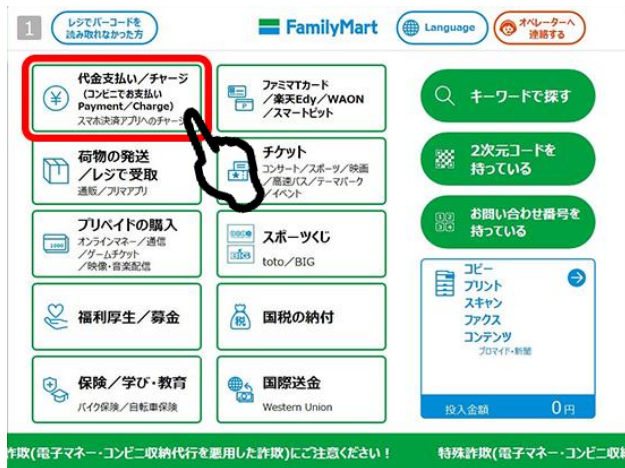 1
レジでバーコードを
読み取れなかった方
FamilyMart
Language
オペレーターへ
連絡する
代金支払い／チャージ
(コンビニでお支払い
Payment／Charge)
スマホ決済アプリへのチャージ
ファミマTカード
／楽天Edy／WAON
／スマートピット
キーワードで探す
荷物の発送
／レジで受取
通販／フリマアプリ
チケット
コンサート／スポーツ／映画
／高速バス／テーマパーク
／イベント
2次元コードを
持っている
プリペイドの購入
オンラインマネー／通信
／ゲームチケット
／映像・音楽配信
スポーツくじ
toto／BIG
お問い合わせ番号を
持っている
福利厚生／募金
税
国税の納付
コピー
プリント
スキャン
ファクス
コンテンツ
ブロマイド・新聞
保険／学び・教育
バイク保険／自転車保険
国際送金
Western Union
投入金額 0円
詐欺(電子マネー・コンビニ収納代行を悪用した詐欺)にご注意ください！ 特殊詐欺(電子マネー・コンビニ収